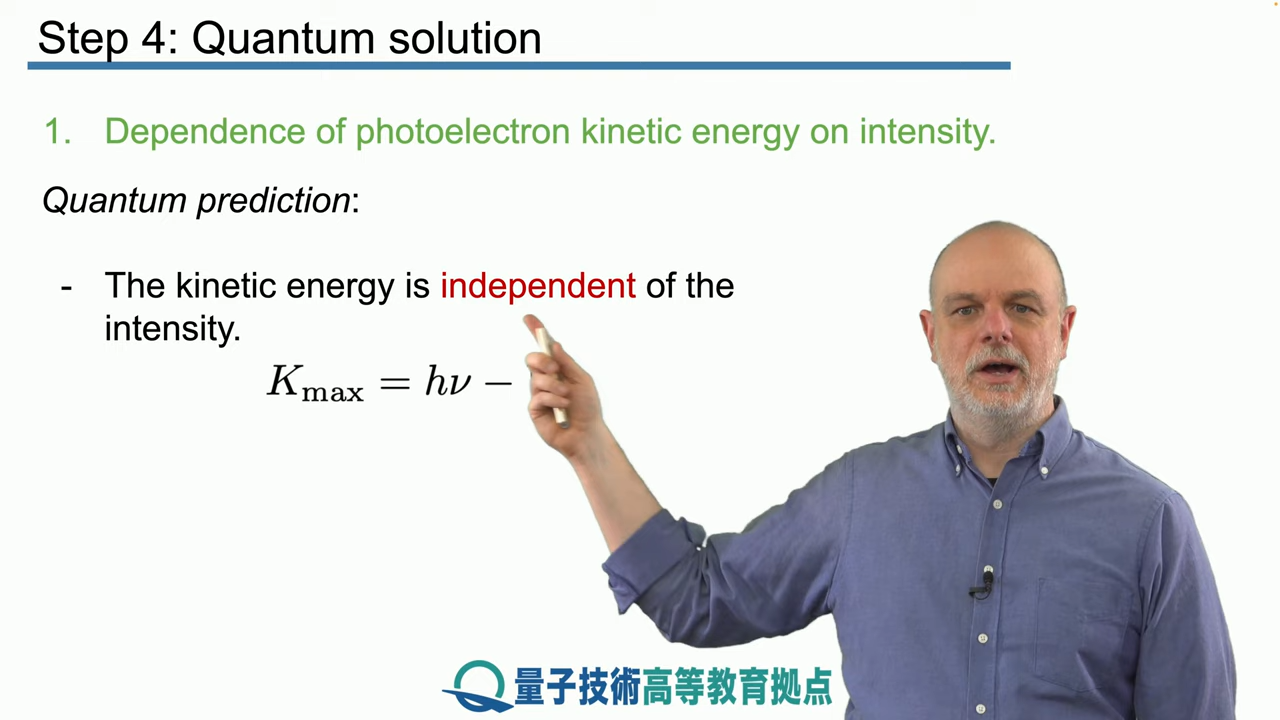 Step 4: Quantum solution
1. Dependence of photoelectron kinetic energy on intensity.
Quantum prediction:
- The kinetic energy is independent of the
intensity.
K_max = hν −
量子技術高等教育拠点